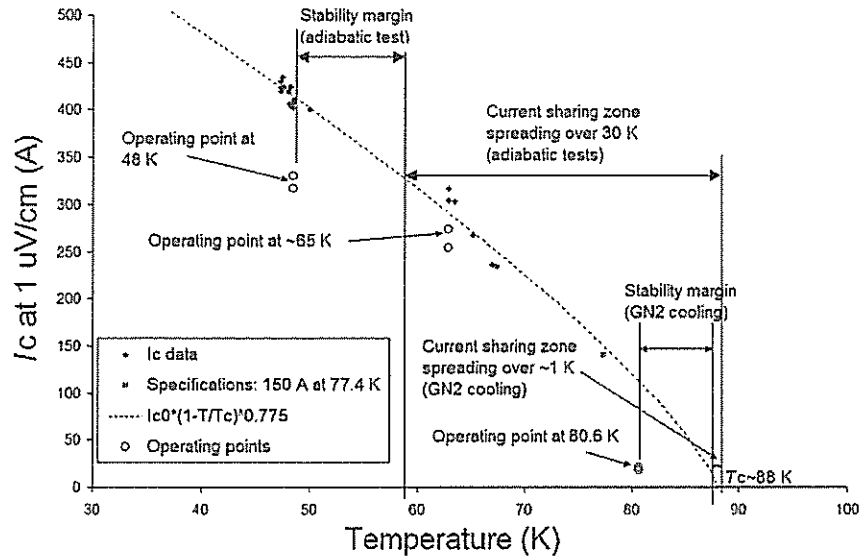 Stability margin
(adiabatic test)
500
450
400
350
300
250
200
150
100
50
0
Ic at 1 uV/cm (A)
Operating point at
48 K
Current sharing zone
spreading over 30 K
(adiabatic tests)
Operating point at ~65 K
Stability margin
(GN2 cooling)
Current sharing zone
spreading over ~1 K
(GN2 cooling)
Ic data
Specifications: 150 A at 77.4 K
Ic0*(1-T/Tc)^0.775
Operating points
Operating point at 80.6 K
Tc~88 K
30
40
50
60
70
80
90
100
Temperature (K)